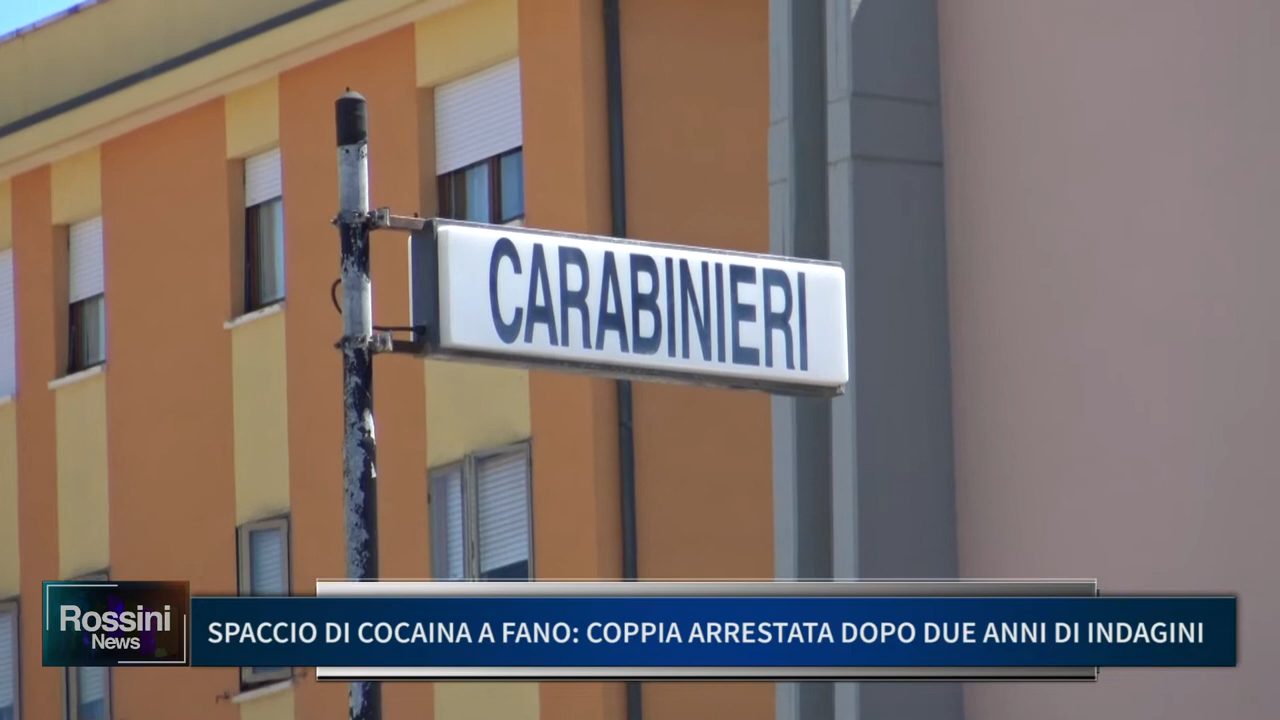 CARABINIERI
Rossini
News
SPACCIO DI COCAINA A FANO: COPPIA ARRESTATA DOPO DUE ANNI DI INDAGINI